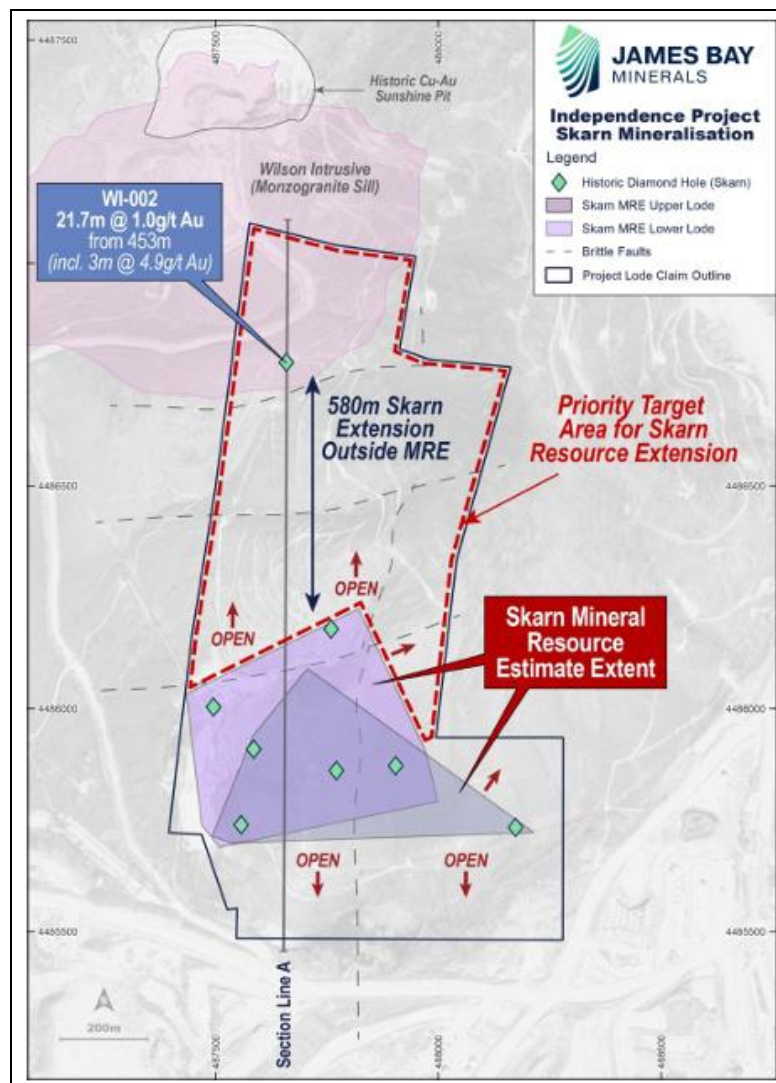 4487500
487500
488000
JAMES BAY
MINERALS
Independence Project
Skarn Mineralisation
Legend
Historic Diamond Hole (Skarn)
Skarn MRE Upper Lode
Skarn MRE Lower Lode
Brittle Faults
Project Lode Claim Outline
Historic Cu-Au
Sunshine Pit
Wilson Intrusive
(Monzogranite Sill)
WI-002
21.7m @ 1.0g/t Au
from 453m
(incl. 3m @ 4.9g/t Au)
580m Skarn
Extension
Outside MRE
Priority Target
Area for Skarn
Resource Extension
4486500
4486500
OPEN
OPEN
Skarn Mineral
Resource
Estimate Extent
4486000
4486000
OPEN
OPEN
4485500
4485500
Section Line A
200m
487500
488000
488500